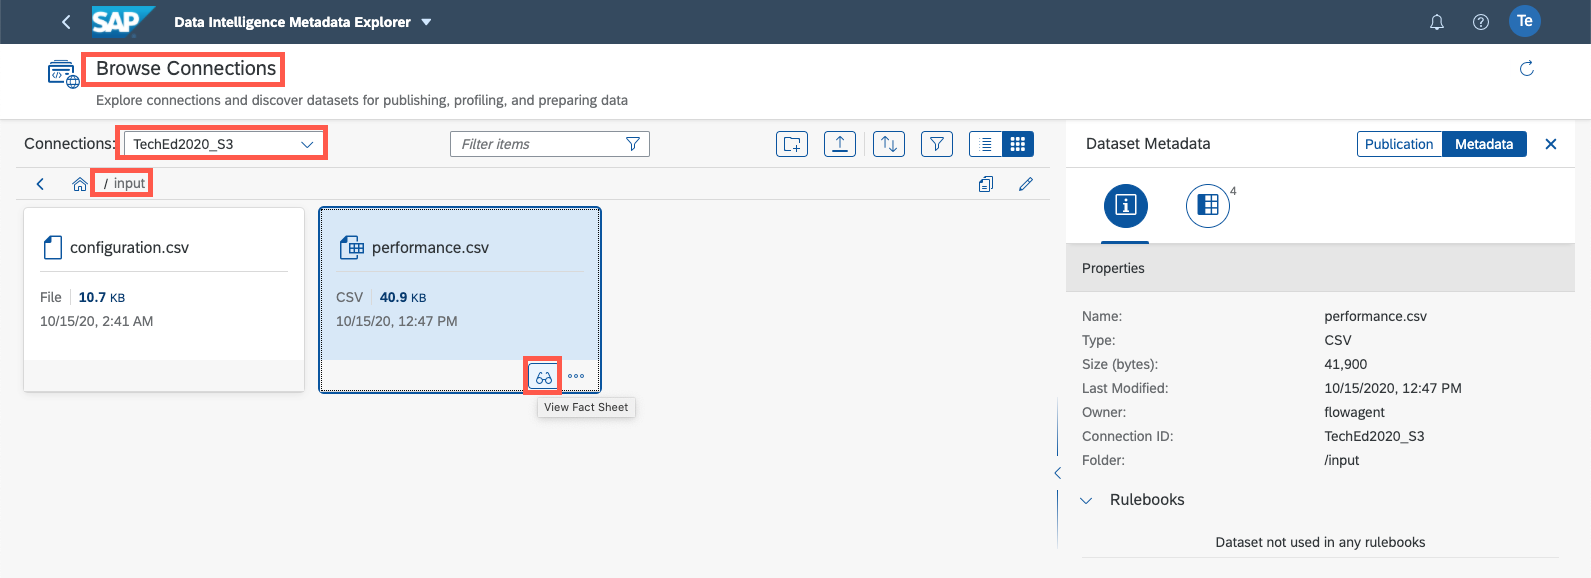 SAP Data Intelligence Metadata Explorer
Te
Browse Connections
Explore connections and discover datasets for publishing, profiling, and preparing data
Connections: TechEd2020_S3
Filter items
/ input
configuration.csv
File 10.7 KB
10/15/20, 2:41 AM
performance.csv
CSV 40.9 KB
10/15/20, 12:47 PM
View Fact Sheet
Dataset Metadata
Publication Metadata
4
Properties
Name: performance.csv
Type: CSV
Size (bytes): 41,900
Last Modified: 10/15/2020, 12:47 PM
Owner: flowagent
Connection ID: TechEd2020_S3
Folder: /input
Rulebooks
Dataset not used in any rulebooks